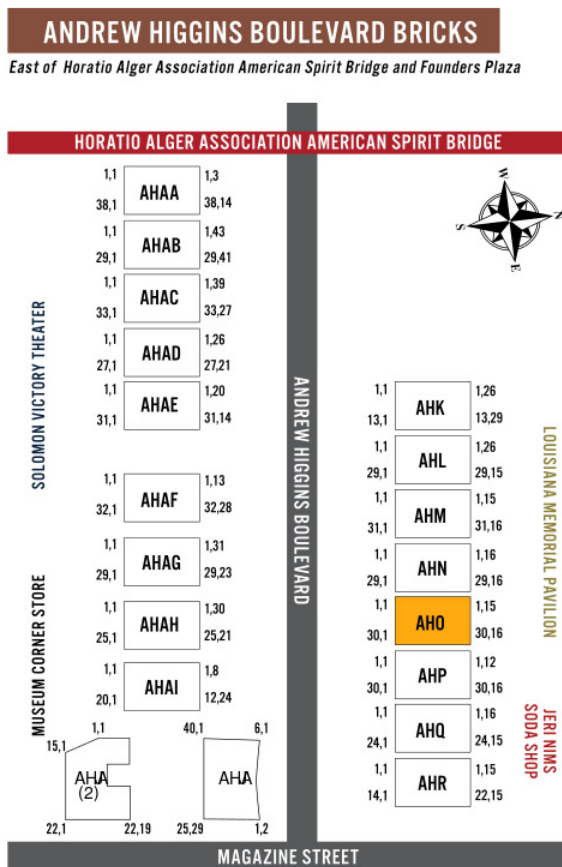 ANDREW HIGGINS BOULEVARD BRICKS
East of Horatio Alger Association American Spirit Bridge and Founders Plaza
HORATIO ALGER ASSOCIATION AMERICAN SPIRIT BRIDGE
W
N
S
E
1,1 1,3
AHAA
38,1 38,14
1,1 1,43
AHAB
29,1 29,41
1,1 1,39
AHAC
33,1 33,27
1,1 1,26
AHAD
27,1 27,21
1,1 1,20
AHAE
31,1 31,14
1,1 1,13
AHAF
32,1 32,28
1,1 1,31
AHAG
29,1 29,23
1,1 1,30
AHAH
25,1 25,21
1,1 1,8
AHAI
20,1 12,24
1,1
15,1
AHAJ
(2)
22,1 22,19
40,1 6,1
AHAJ
25,29 1,2
SOLOMON VICTORY THEATER
MUSEUM CORNER STORE
ANDREW HIGGINS BOULEVARD
1,1 1,26
AHK
13,1 13,29
1,1 1,26
AHL
29,1 29,15
1,1 1,15
AHM
31,1 31,16
1,1 1,16
AHN
29,1 29,16
1,1 1,15
AHO
30,1 30,16
1,1 1,12
AHP
30,1 30,16
1,1 1,16
AHQ
24,1 24,15
1,1 1,15
AHR
14,1 22,15
LOUISIANA MEMORIAL PAVILION
JERI NIMS
SODA SHOP
MAGAZINE STREET